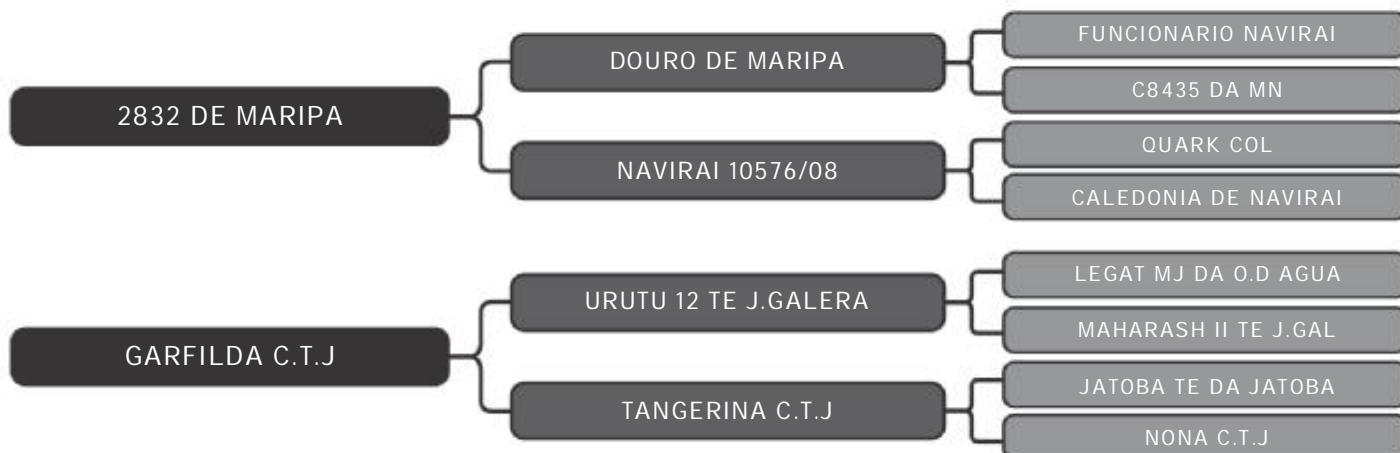 2832 DE MARIPA
DOURO DE MARIPA
FUNCIONARIO NAVIRAI
C8435 DA MN
NAVIRAI 10576/08
QUARK COL
CALEDONIA DE NAVIRAI
GARFILDA C.T.J
URUTU 12 TE J.GALERA
LEGAT MJ DA O.D AGUA
MAHARASH II TE J.GAL
TANGERINA C.T.J
JATOBA TE DA JATOBA
NONA C.T.J